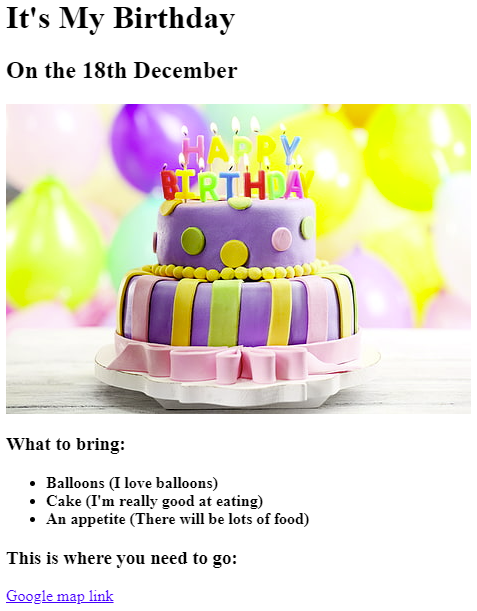 It's My Birthday
On the 18th December
HAPPY
BIRTHDAY
What to bring:
Balloons (I love balloons)
Cake (I'm really good at eating)
An appetite (There will be lots of food)
This is where you need to go:
Google map link